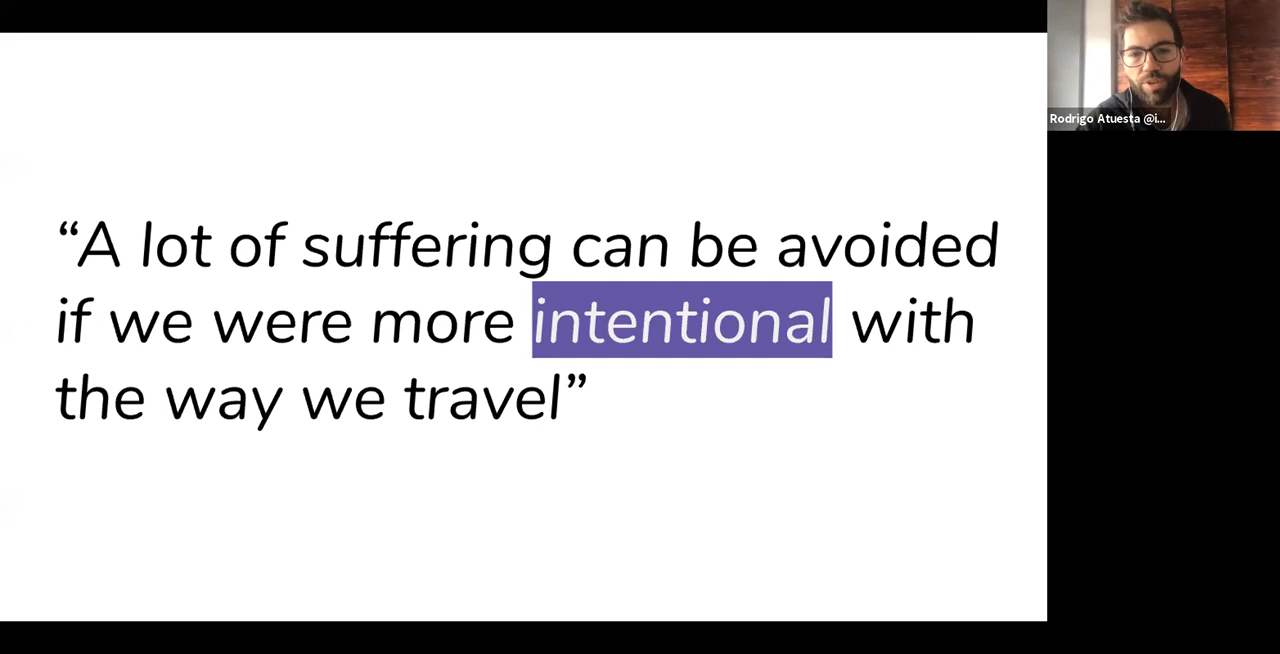 “A lot of suffering can be avoided
if we were more intentional with
the way we travel”
Rodrigo Atuesta @i...